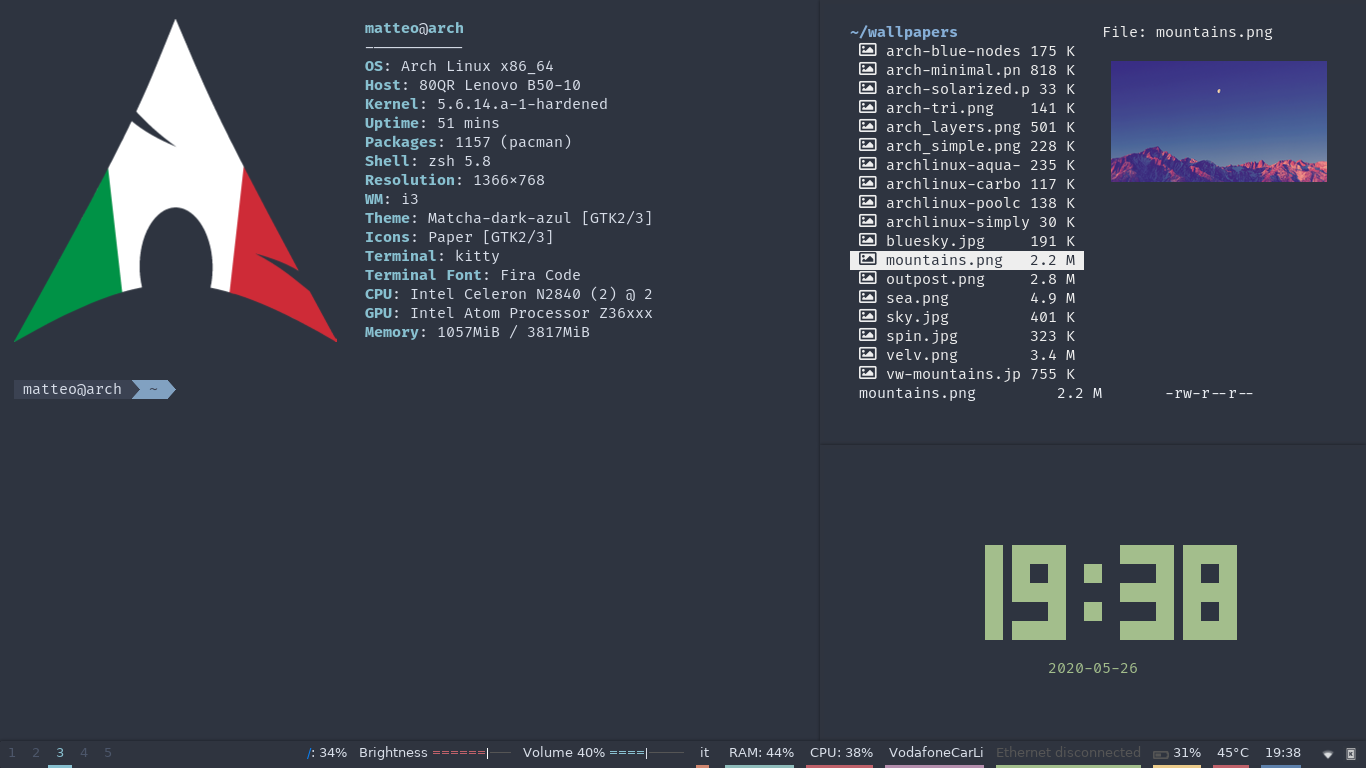 matteo@arch
-----------
OS: Arch Linux x86_64
Host: 80QR Lenovo B50-10
Kernel: 5.6.14.a-1-hardened
Uptime: 51 mins
Packages: 1157 (pacman)
Shell: zsh 5.8
Resolution: 1366×768
WM: i3
Theme: Matcha-dark-azul [GTK2/3]
Icons: Paper [GTK2/3]
Terminal: kitty
Terminal Font: Fira Code
CPU: Intel Celeron N2840 (2) @ 2
GPU: Intel Atom Processor Z36xxx
Memory: 1057MiB / 3817MiB
matteo@arch ~
~/wallpapers File: mountains.png
arch-blue-nodes 175 K
arch-minimal.pn 818 K
arch-solarized.p 33 K
arch-tri.png 141 K
arch_layers.png 501 K
arch_simple.png 228 K
archlinux-aqua- 235 K
archlinux-carbo 117 K
archlinux-poolc 138 K
archlinux-simply 30 K
bluesky.jpg 191 K
mountains.png 2.2 M
outpost.png 2.8 M
sea.png 4.9 M
sky.jpg 401 K
spin.jpg 323 K
velv.png 3.4 M
vw-mountains.jp 755 K
mountains.png 2.2 M -rw-r--r--
19:38
2020-05-26
1 2 3 4 5 /: 34% Brightness ======|--- Volume 40% ====|----- it RAM: 44% CPU: 38% VodafoneCarLi Ethernet disconnected 31% 45°C 19:38